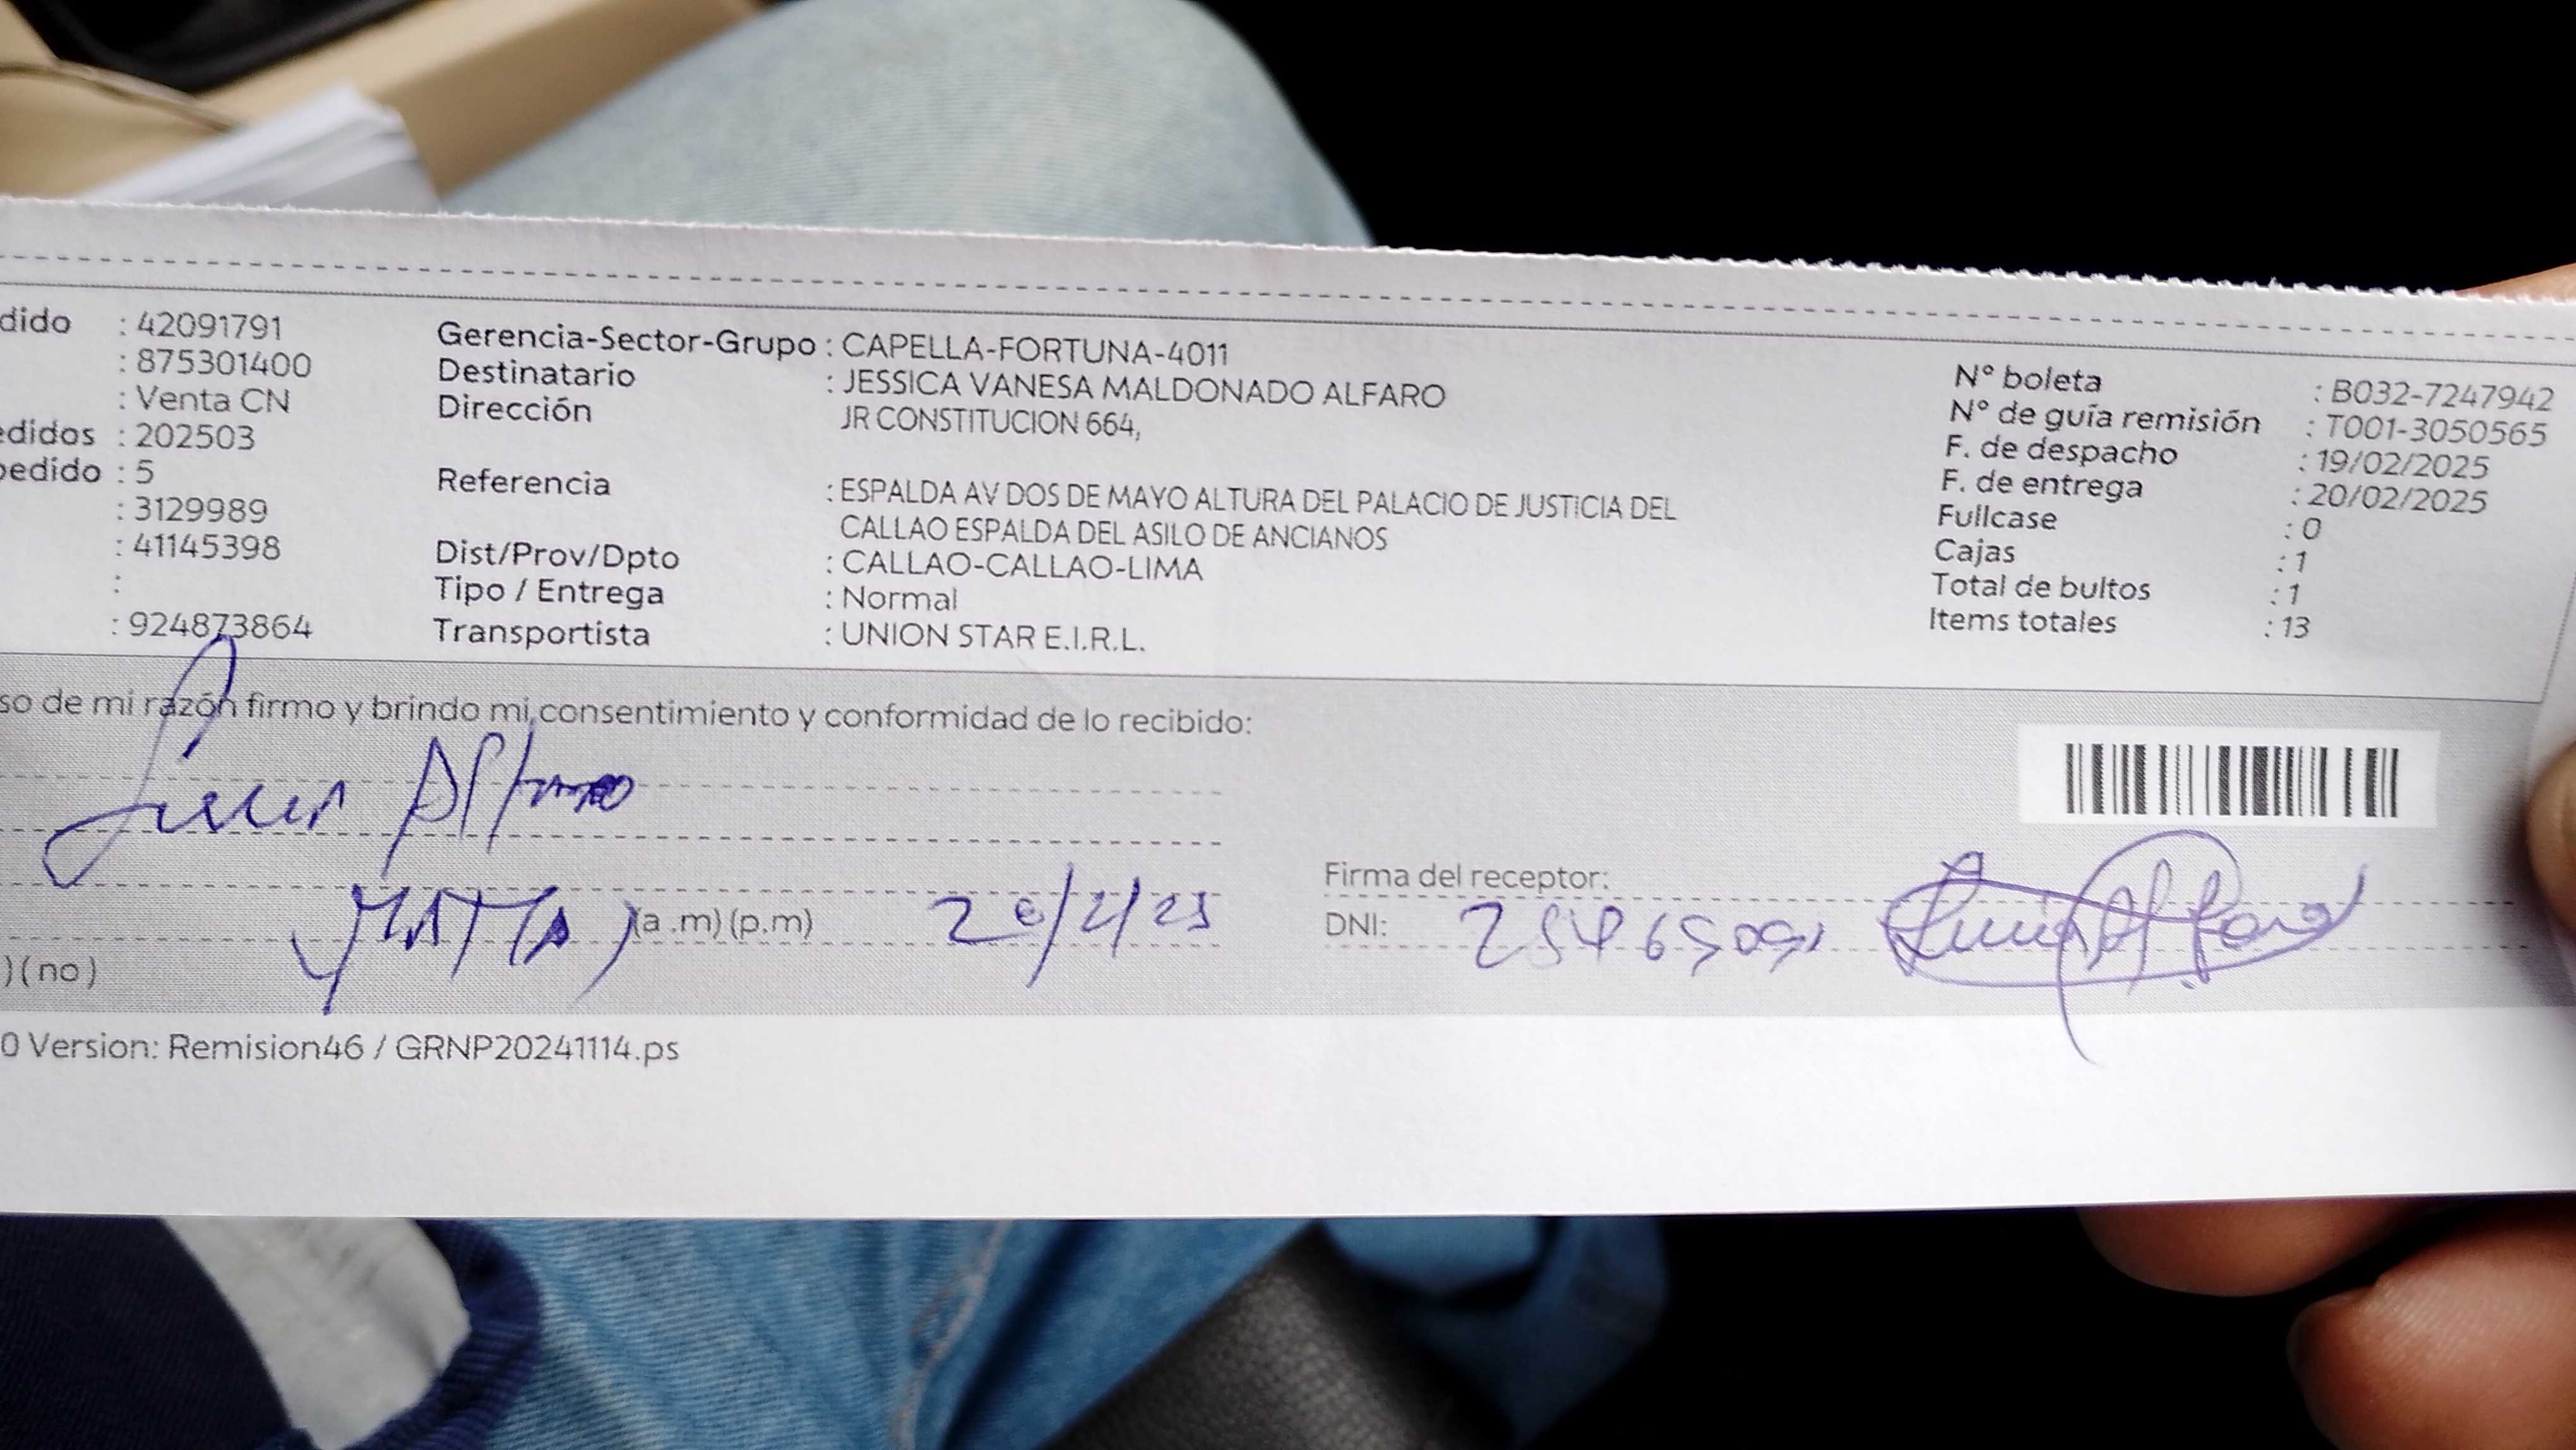 dido : 42091791
: 875301400
: Venta CN
edidos : 202503
pedido : 5
: 3129989
: 41145398
:
: 924873864
Gerencia-Sector-Grupo : CAPELLA-FORTUNA-4011
Destinatario : JESSICA VANESA MALDONADO ALFARO
Dirección JR CONSTITUCION 664,
Referencia : ESPALDA AV DOS DE MAYO ALTURA DEL PALACIO DE JUSTICIA DEL
CALLAO ESPALDA DEL ASILO DE ANCIANOS
Dist/Prov/Dpto : CALLAO-CALLAO-LIMA
Tipo / Entrega : Normal
Transportista : UNION STAR E.I.R.L.
N° boleta : B032-7247942
N° de guía remisión : T001-3050565
F. de despacho : 19/02/2025
F. de entrega : 20/02/2025
Fullcase : 0
Cajas : 1
Total de bultos : 1
Items totales : 13
so de mi razón firmo y brindo mi consentimiento y conformidad de lo recibido:
Alfaro
(a .m) (p.m) 20/2/25
) ( no )
Firma del receptor:
DNI:
0 Version: Remision46 / GRNP20241114.ps